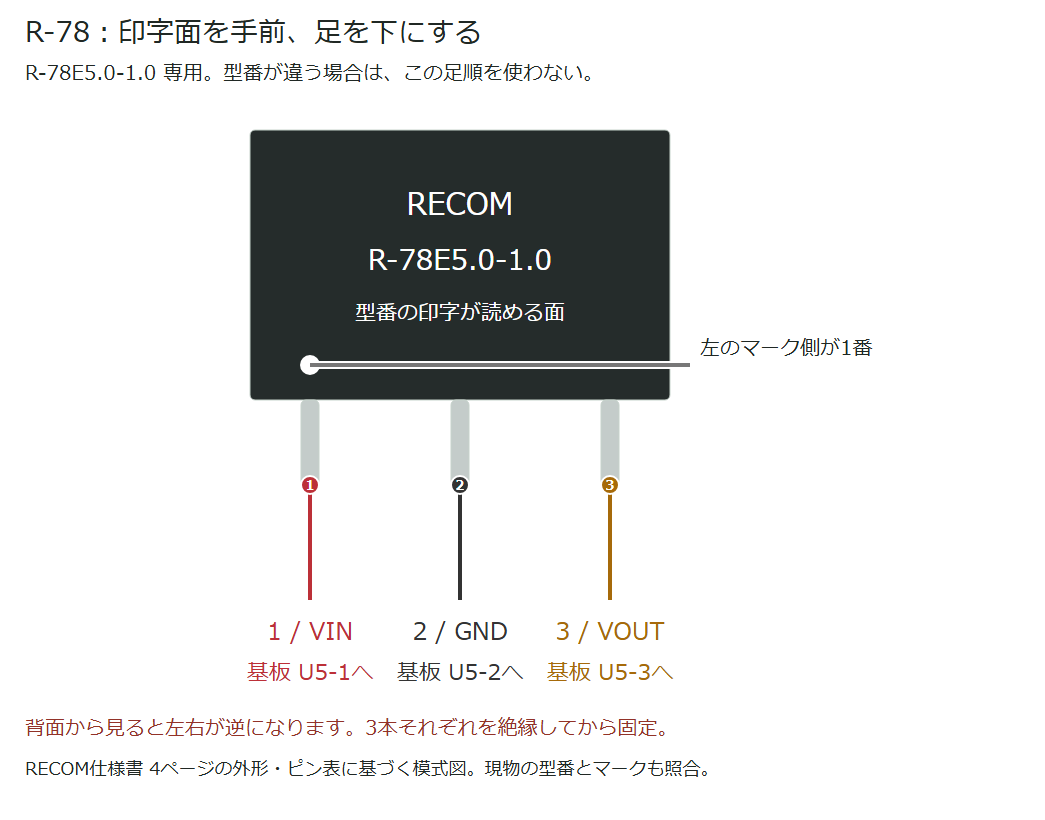 R-78：印字面を手前、足を下にする
R-78E5.0-1.0 専用。型番が違う場合は、この足順を使わない。
RECOM
R-78E5.0-1.0
型番の印字が読める面
左のマーク側が1番
1 2 3
1 / VIN 2 / GND 3 / VOUT
基板 U5-1へ 基板 U5-2へ 基板 U5-3へ
背面から見ると左右が逆になります。3本それぞれを絶縁してから固定。
RECOM仕様書 4ページの外形・ピン表に基づく模式図。現物の型番とマークも照合。